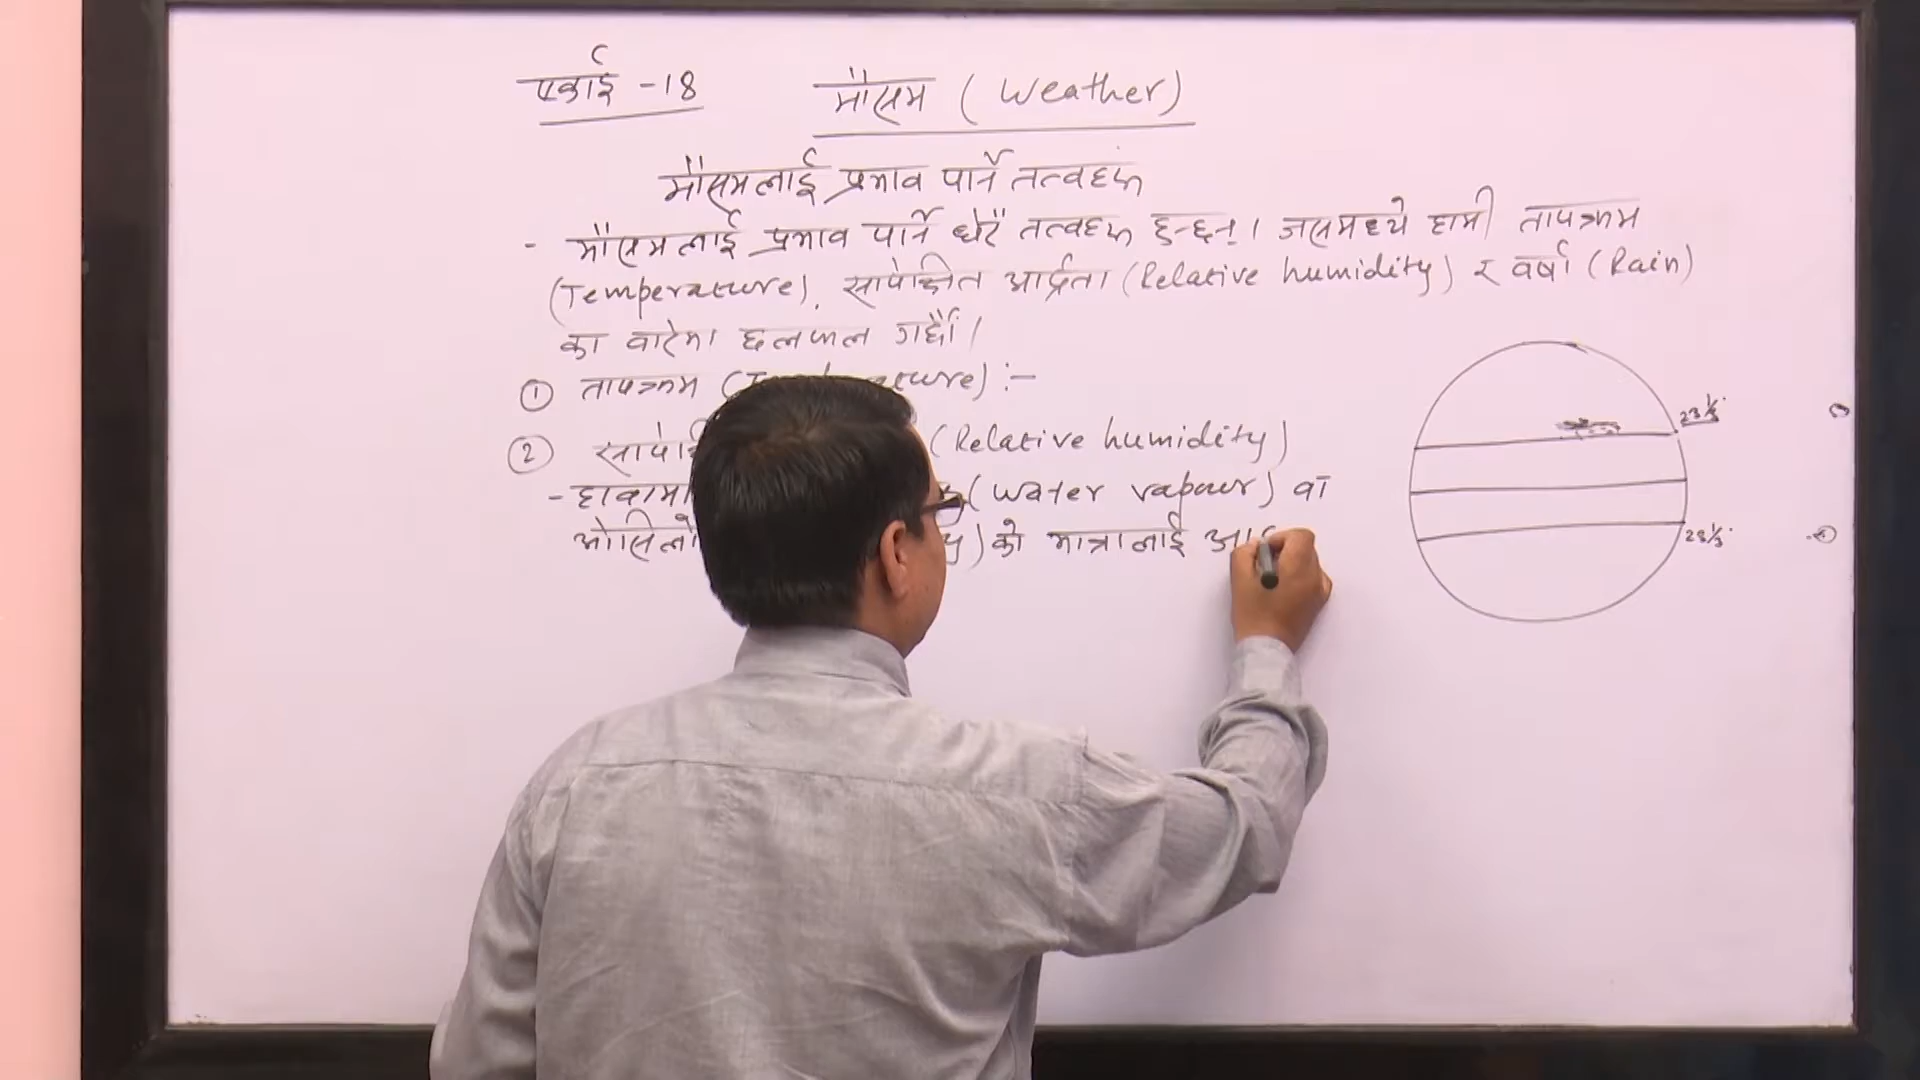 एकाई -18 मौसम (Weather)
मौसमलाई प्रभाव पार्ने तत्वहरू
- मौसमलाई प्रभाव पार्ने धेरै तत्वहरू हुन्छन्। जसमध्ये हामी तापक्रम
(Temperature), सापेक्षित आर्द्रता (Relative humidity) र वर्षा (Rain)
का बारेमा छलफल गर्छौं।
① तापक्रम :-
② (Relative humidity)
- हावामा (water vapour) वा
को मात्रालाई
23½°
23½°